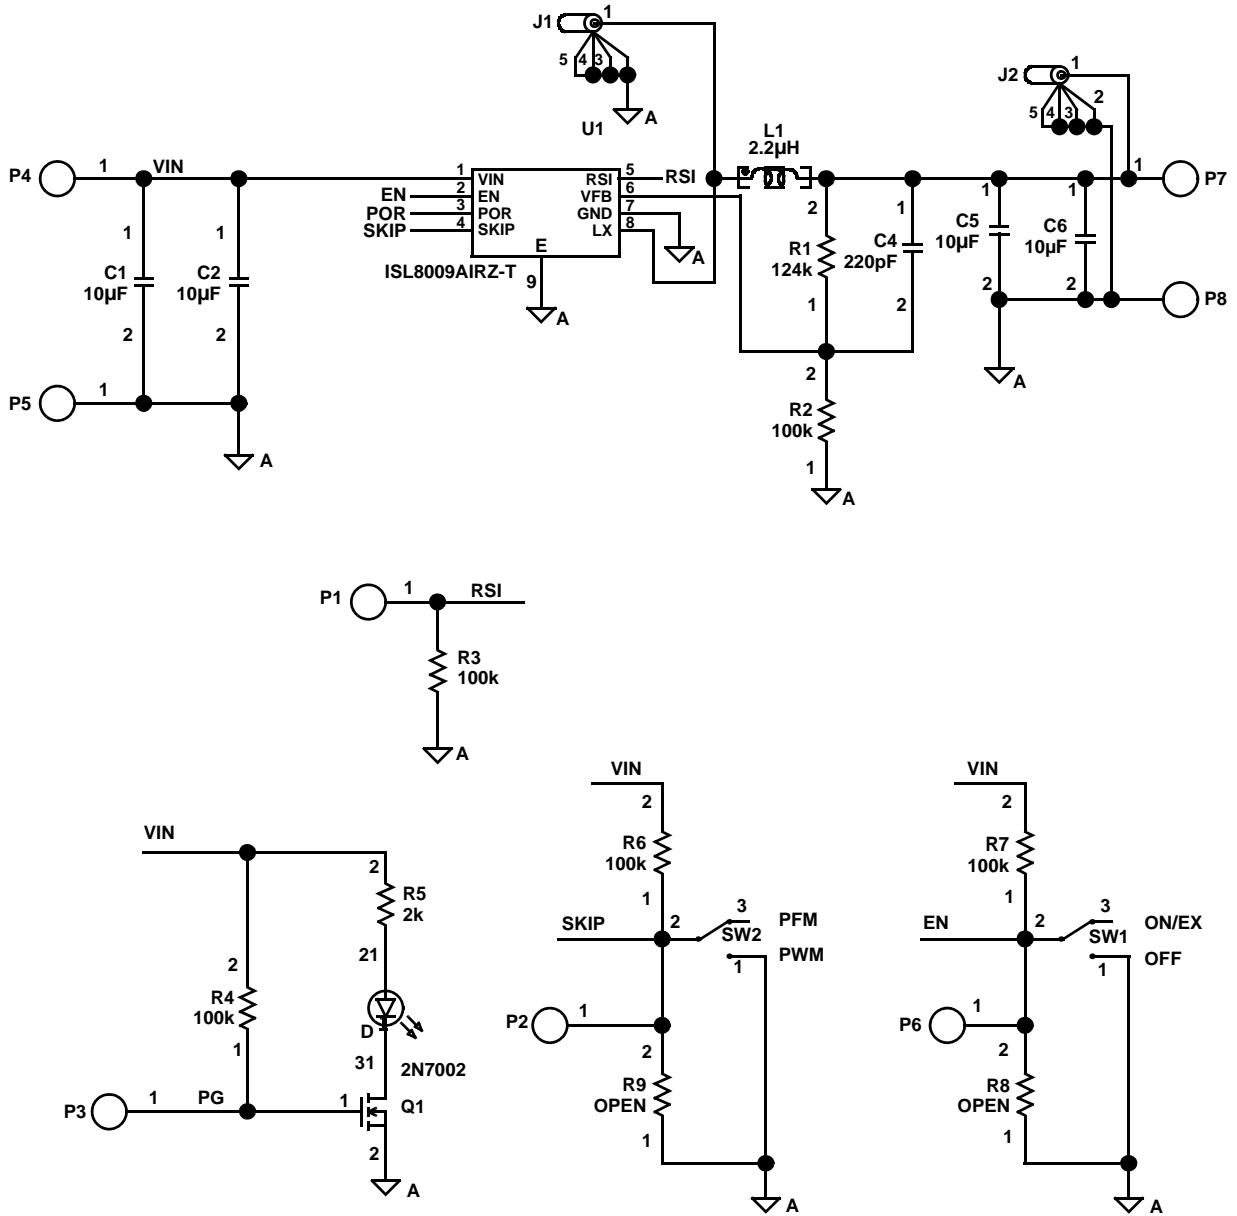 J1
1
5 4 3
A
U1
J2
1
2
5 4 3
L1
2.2µH
P4
1
VIN
EN
POR
SKIP
1
2
3
4
VIN
EN
POR
SKIP
RSI
VFB
GND
LX
E
5
6
7
8
RSI
A
ISL8009AIRZ-T
9
A
1
C1
10µF
2
1
C2
10µF
2
P5
1
A
2
R1
124k
1
1
C4
220pF
2
1
C5
10µF
2
1
C6
10µF
2
1
P7
P8
A
2
R2
100k
1
A
P1
1
RSI
R3
100k
A
VIN
2
R5
2k
21
D
31
2N7002
2
R4
100k
1
P3
1
PG
1
Q1
2
A
VIN
2
R6
100k
1
SKIP
2
3
PFM
SW2
1
PWM
P2
1
2
R9
OPEN
1
A
VIN
2
R7
100k
1
EN
2
3
ON/EX
SW1
1
OFF
P6
1
2
R8
OPEN
1
A